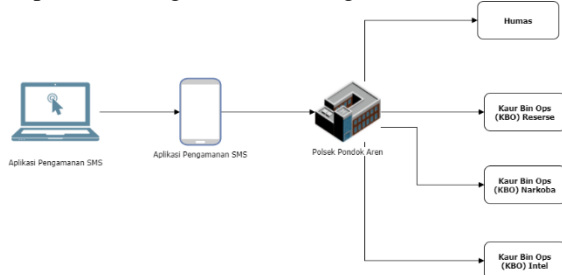 Humas
Aplikasi Pengamanan SMS
Aplikasi Pengamanan SMS
Polsek Pondok Aren
Kaur Bin Ops
(KBO) Reserse
Kaur Bin Ops
(KBO) Narkoba
Kaur Bin Ops
(KBO) Intel